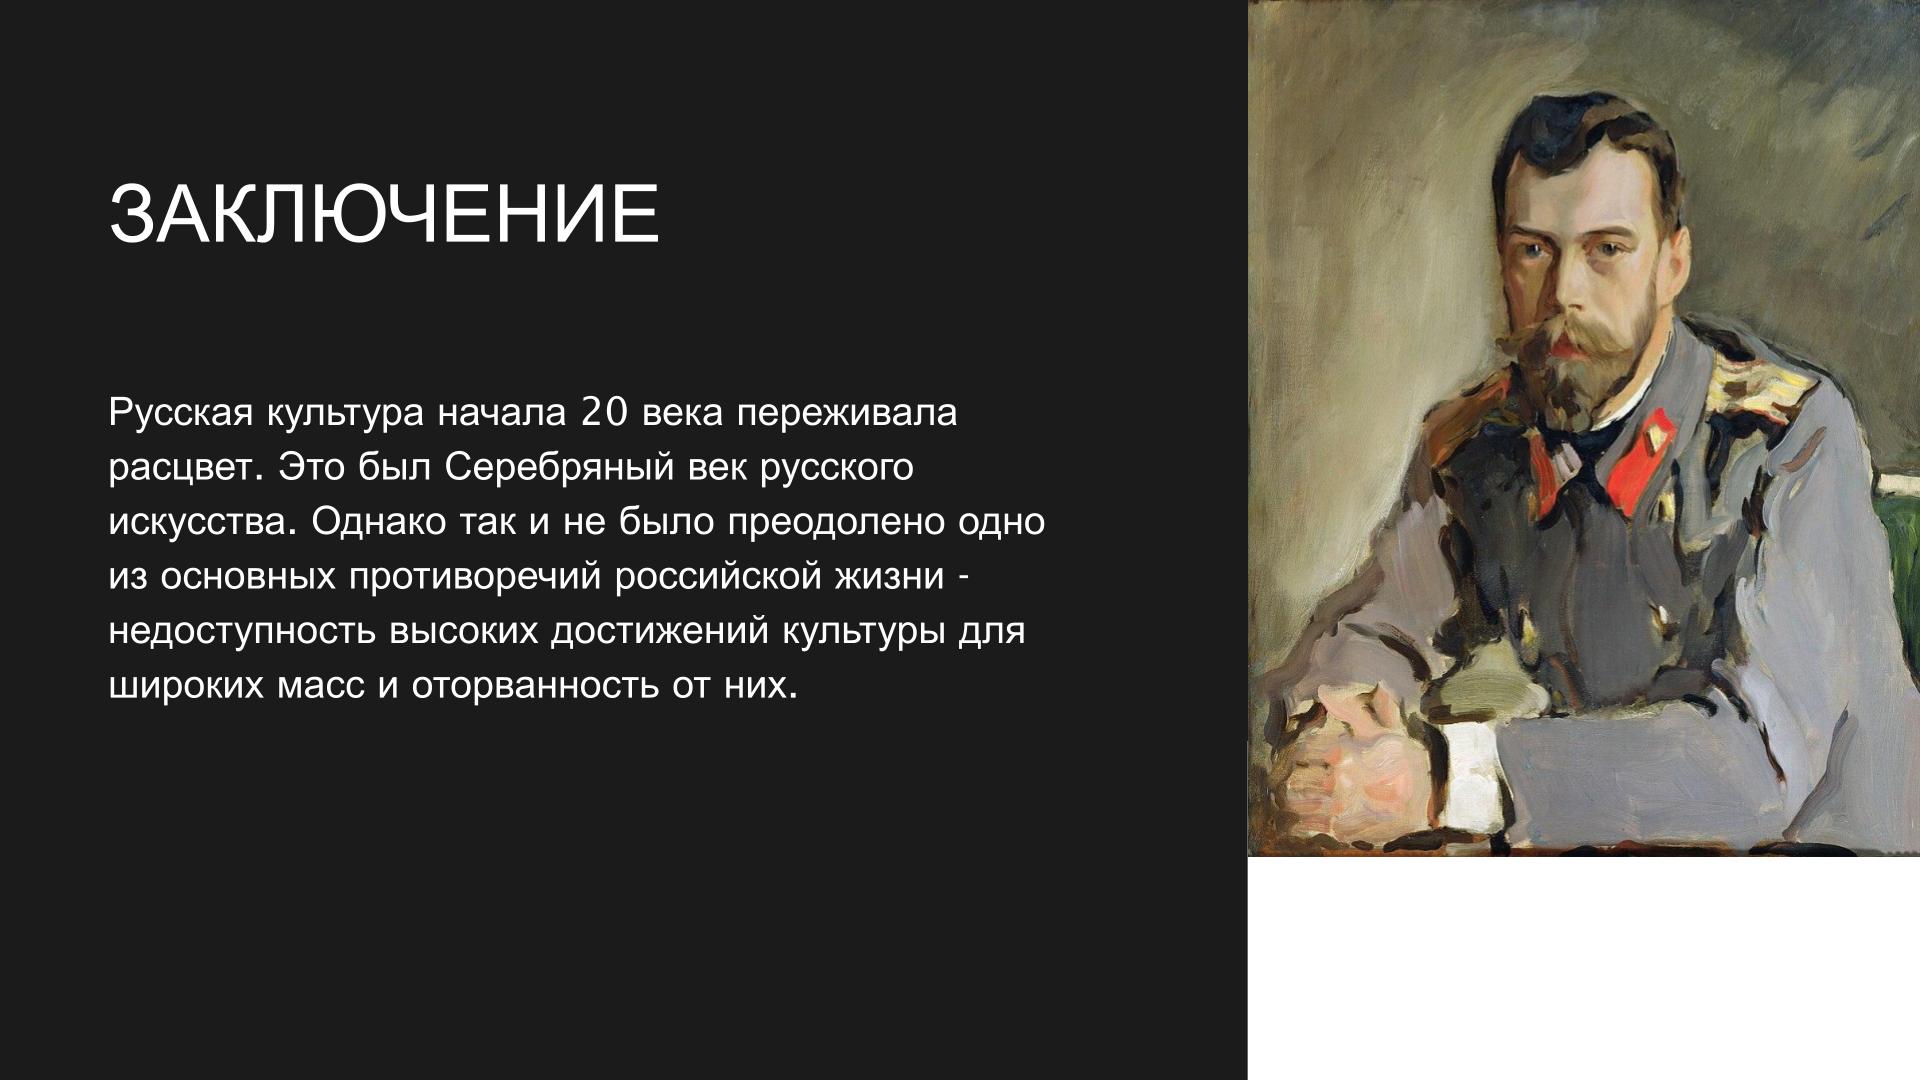 ЗАКЛЮЧЕНИЕ
Русская культура начала 20 века переживала
расцвет. Это был Серебряный век русского
искусства. Однако так и не было преодолено одно
из основных противоречий российской жизни -
недоступность высоких достижений культуры для
широких масс и оторванность от них.